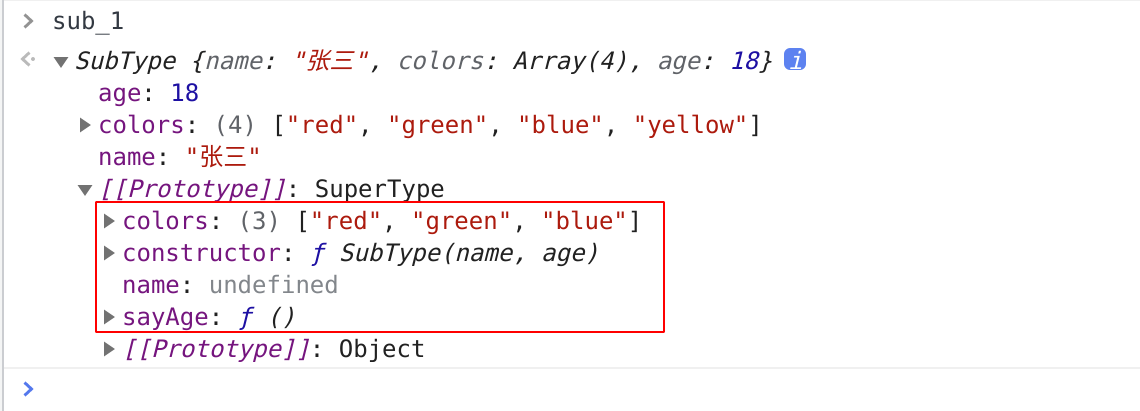 > sub_1
SubType {name: "张三", colors: Array(4), age: 18} i
age: 18
colors: (4) ["red", "green", "blue", "yellow"]
name: "张三"
[[Prototype]]: SuperType
colors: (3) ["red", "green", "blue"]
constructor: ƒ SubType(name, age)
name: undefined
sayAge: ƒ ()
[[Prototype]]: Object
>